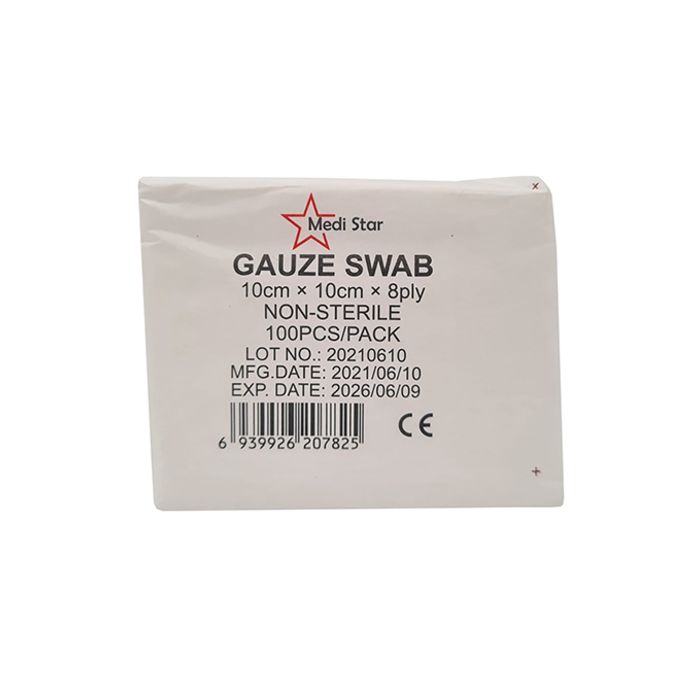 Medi Star
GAUZE SWAB
10cm × 10cm × 8ply
NON-STERILE
100PCS/PACK
LOT NO.: 20210610
MFG.DATE: 2021/06/10
EXP. DATE: 2026/06/09
CE
6 939926 207825